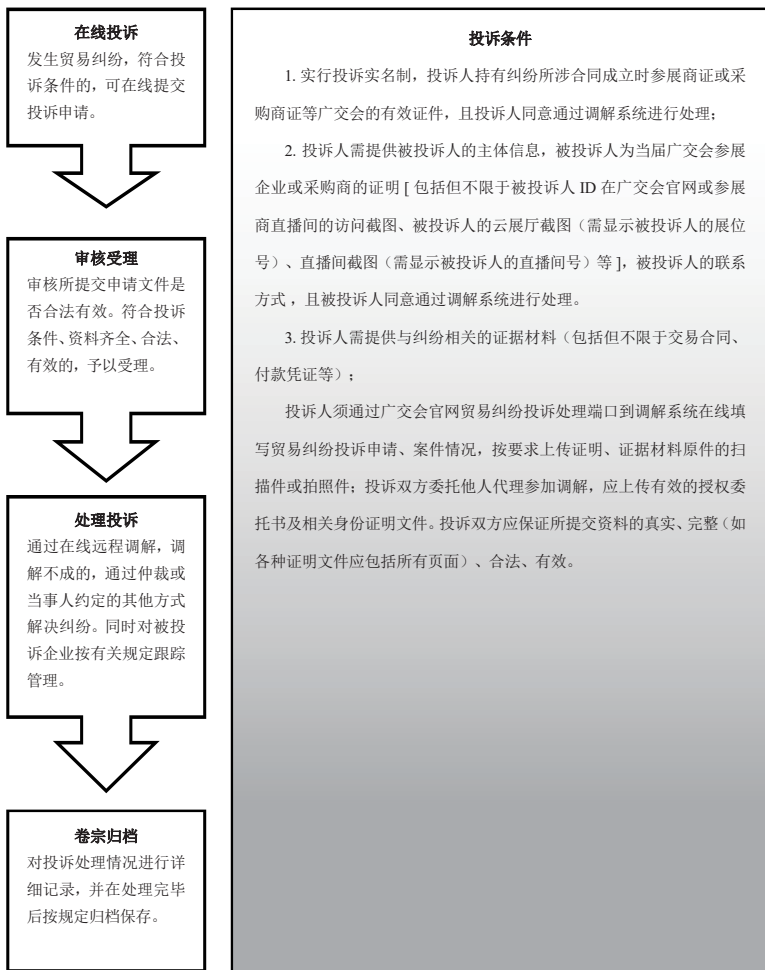 在线投诉
发生贸易纠纷，符合投
诉条件的，可在线提交
投诉申请。
审核受理
审核所提交申请文件是
否合法有效。符合投诉
条件、资料齐全、合法、
有效的，予以受理。
处理投诉
通过在线远程调解，调
解不成的，通过仲裁或
当事人约定的其他方式
解决纠纷。同时对被投
诉企业按有关规定跟踪
管理。
卷宗归档
对投诉处理情况进行详
细记录，并在处理完毕
后按规定归档保存。
投诉条件
1. 实行投诉实名制，投诉人持有纠纷所涉合同成立时参展商证或采
购商证等广交会的有效证件，且投诉人同意通过调解系统进行处理；
2. 投诉人需提供被投诉人的主体信息，被投诉人为当届广交会参展
企业或采购商的证明 [ 包括但不限于被投诉人 ID 在广交会官网或参展
商直播间的访问截图、被投诉人的云展厅截图（需显示被投诉人的展位
号）、直播间截图（需显示被投诉人的直播间号）等 ]，被投诉人的联系
方式 ，且被投诉人同意通过调解系统进行处理。
3. 投诉人需提供与纠纷相关的证据材料（包括但不限于交易合同、
付款凭证等）；
投诉人须通过广交会官网贸易纠纷投诉处理端口到调解系统在线填
写贸易纠纷投诉申请、案件情况，按要求上传证明、证据材料原件的扫
描件或拍照件；投诉双方委托他人代理参加调解，应上传有效的授权委
托书及相关身份证明文件。投诉双方应保证所提交资料的真实、完整（如
各种证明文件应包括所有页面）、合法、有效。